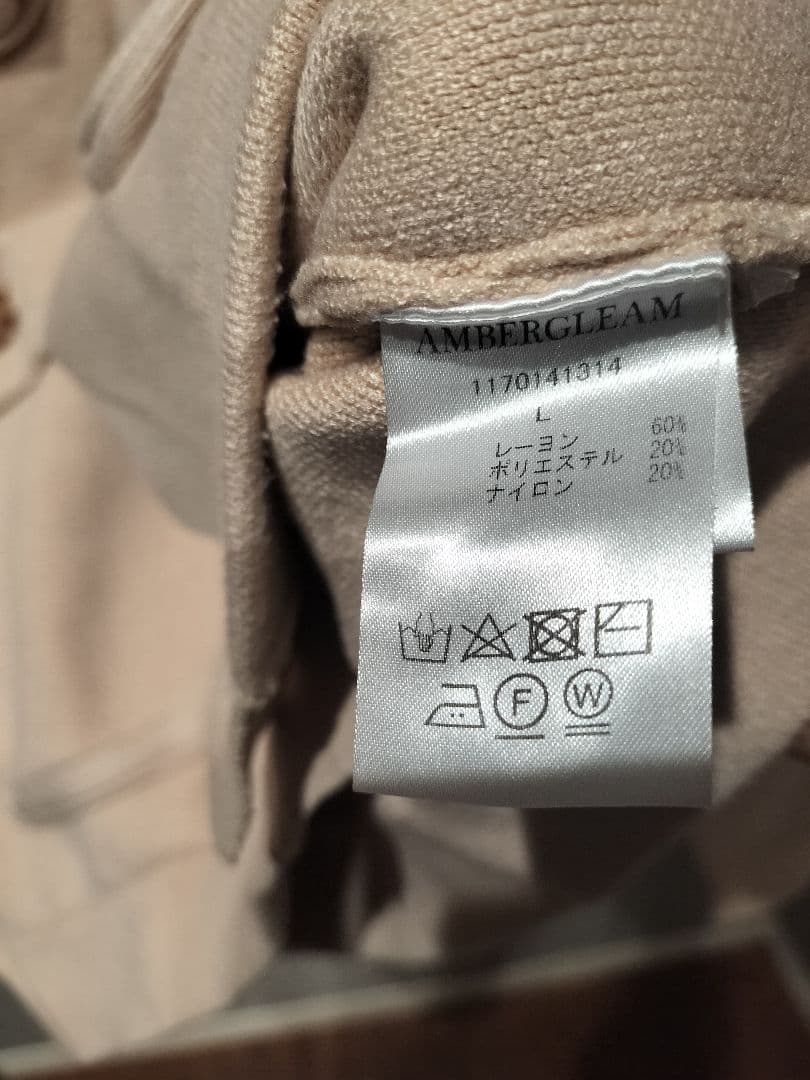 AMBERGLEAM
1170141314
L
レーヨン 60%
ポリエステル 20%
ナイロン 20%
F W